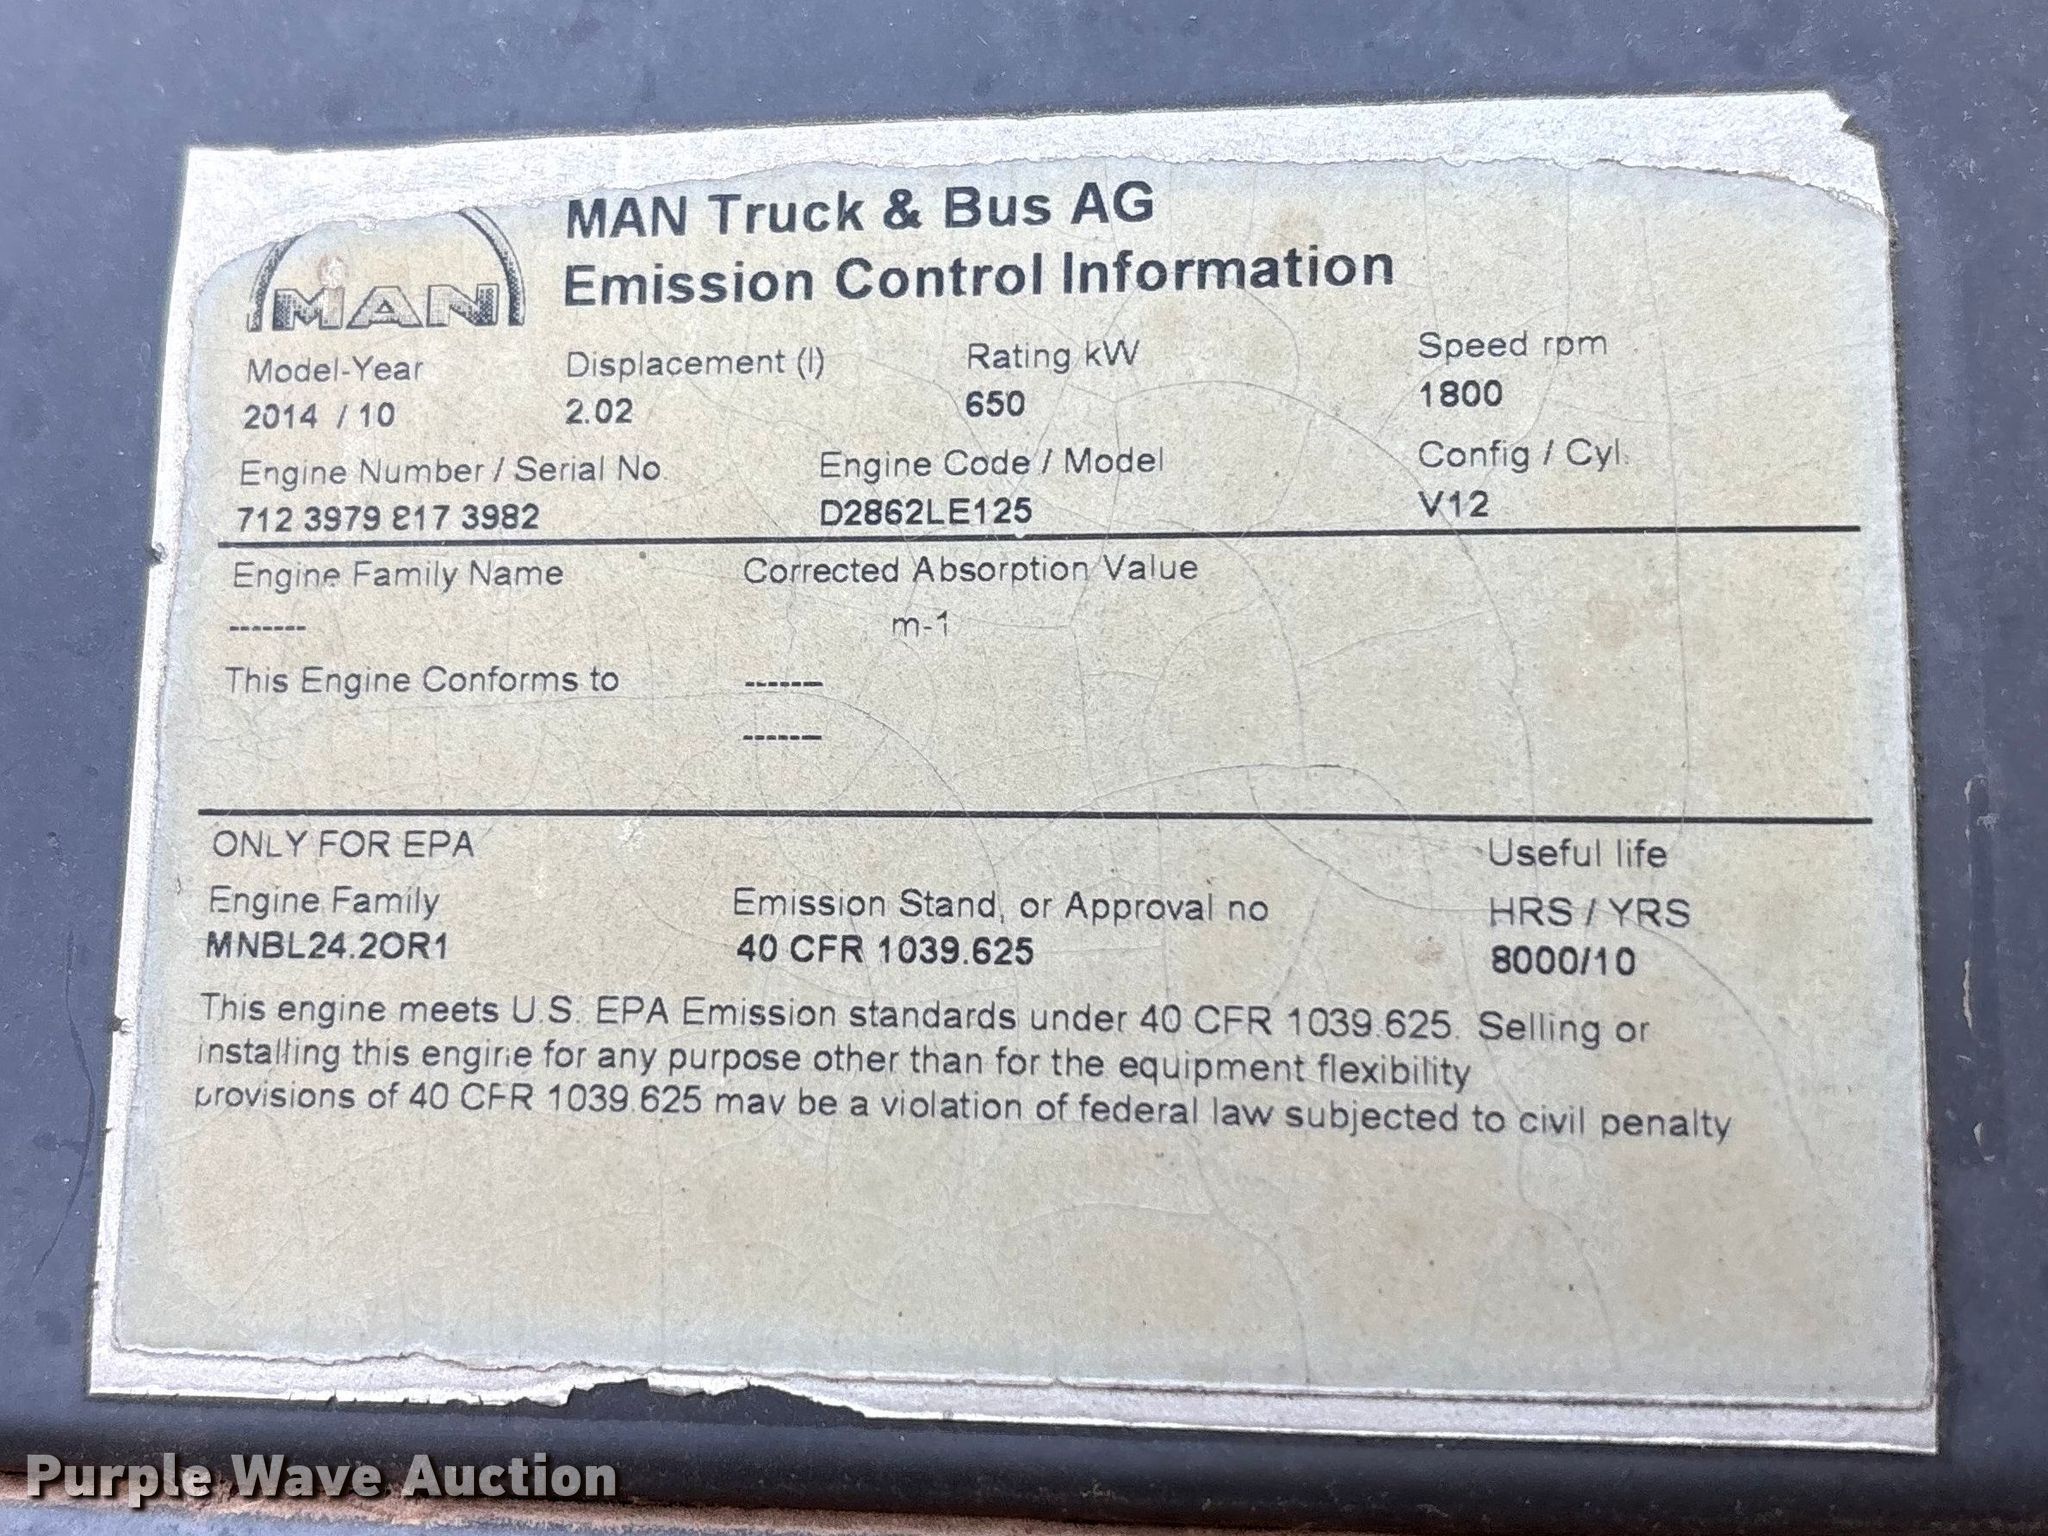 MAN Truck & Bus AG
MAN
Emission Control Information
Model-Year Displacement (l) Rating kW Speed rpm
2014 / 10 2.02 650 1800
Engine Number / Serial No. Engine Code / Model Config / Cyl.
712 3979 817 3982 D2862LE125 V12
Engine Family Name Corrected Absorption Value
------- m-1
This Engine Conforms to -------
-------
ONLY FOR EPA Useful life
Engine Family Emission Stand, or Approval no HRS / YRS
MNBL24.2OR1 40 CFR 1039.625 8000/10
This engine meets U.S. EPA Emission standards under 40 CFR 1039.625. Selling or
installing this engine for any purpose other than for the equipment flexibility
provisions of 40 CFR 1039.625 may be a violation of federal law subjected to civil penalty
Purple Wave Auction